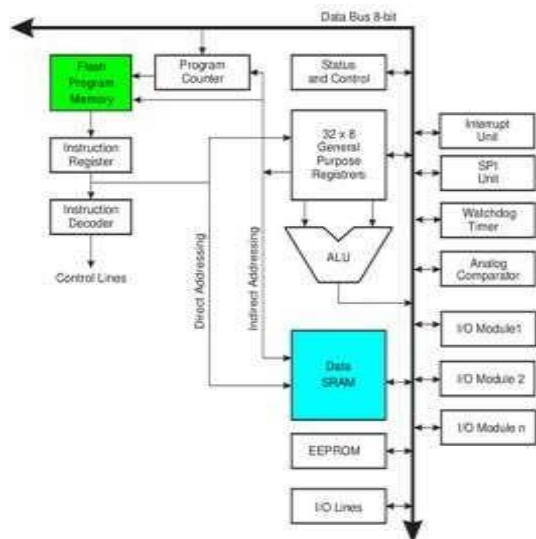 Data Bus 8-bit
Flash
Program
Memory
Program
Counter
Status
and Control
Instruction
Register
32 x 8
General
Purpose
Registrers
Interrupt
Unit
SPI
Unit
Instruction
Decoder
Watchdog
Timer
ALU
Analog
Comparator
Control Lines
Direct Addressing
Indirect Addressing
I/O Module1
Data
SRAM
I/O Module 2
I/O Module n
EEPROM
I/O Lines